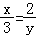 x/3 = 2/y